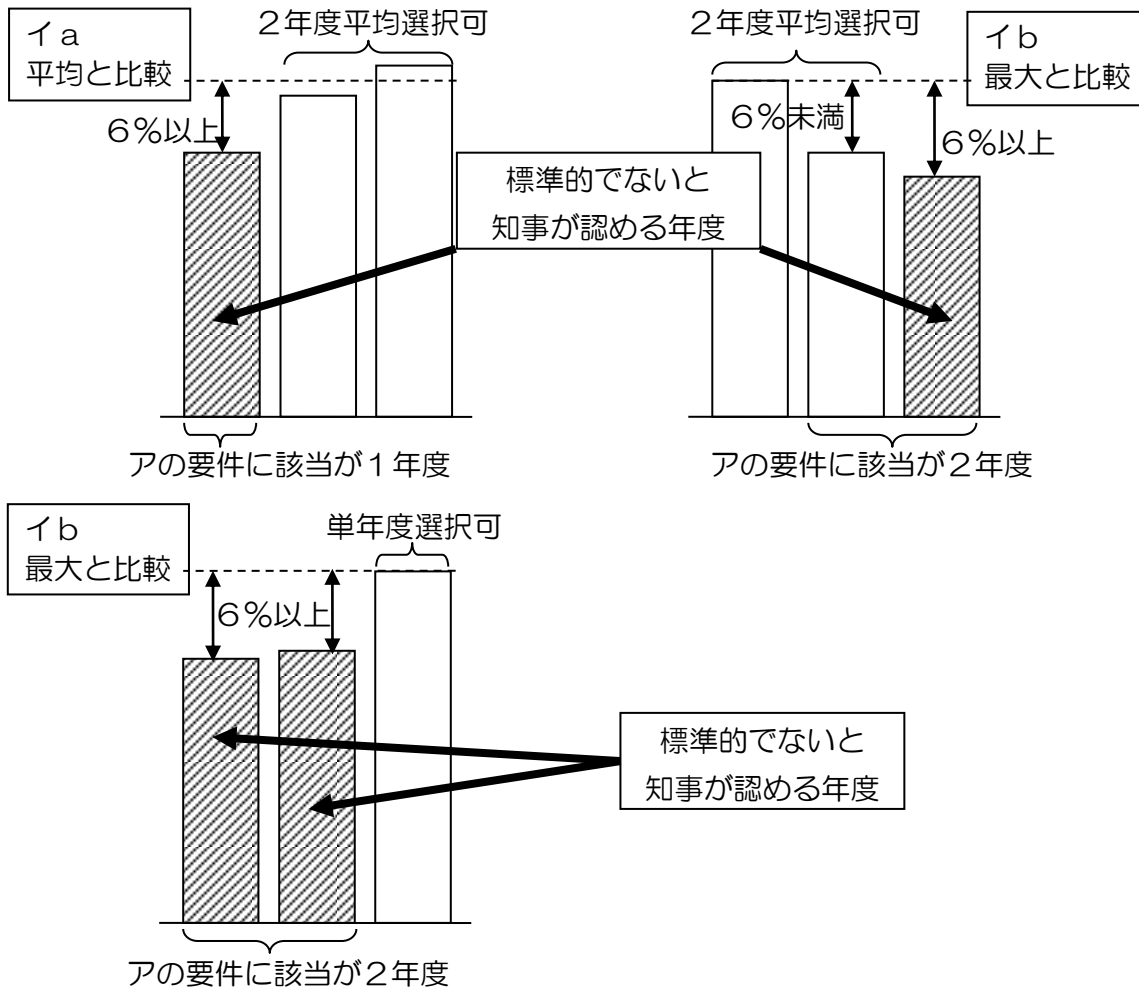 イａ
平均と比較
２年度平均選択可
６％以上
アの要件に該当が１年度
２年度平均選択可
イｂ
最大と比較
６％未満
６％以上
標準的でないと
知事が認める年度
アの要件に該当が２年度
イｂ
最大と比較
単年度選択可
６％以上
標準的でないと
知事が認める年度
アの要件に該当が２年度